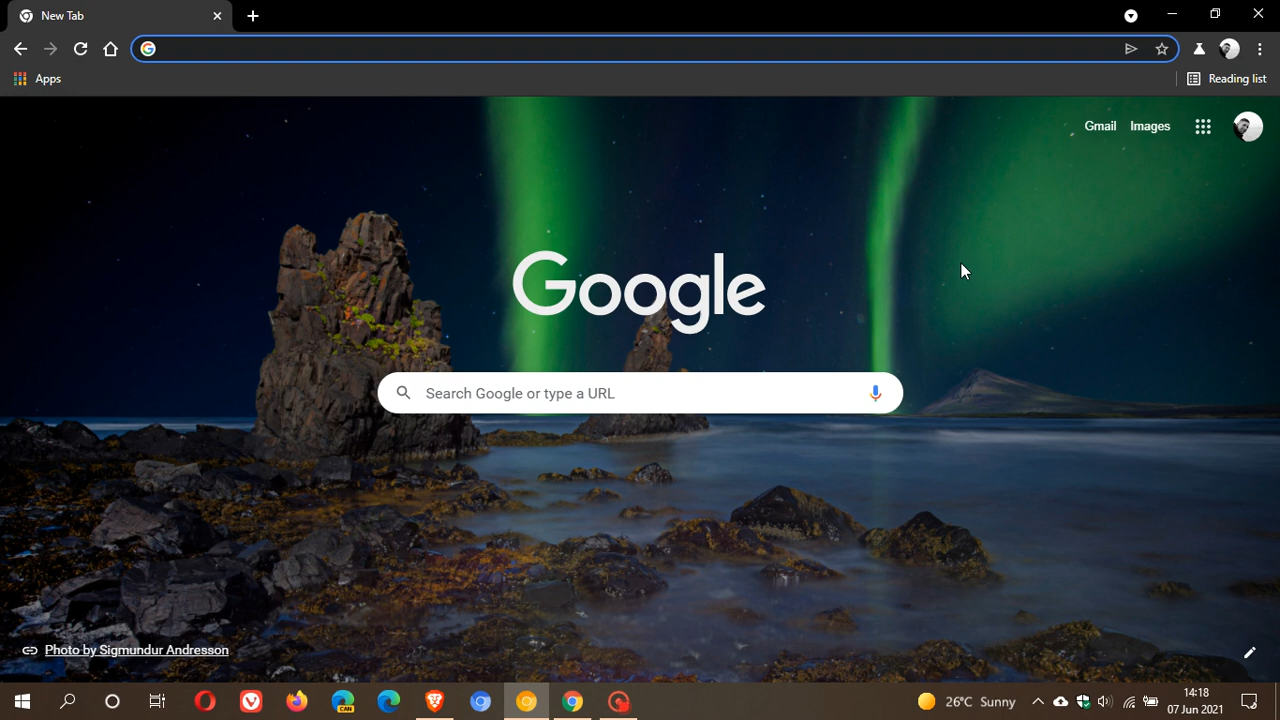 New Tab
Apps
Reading list
Gmail Images
Google
Search Google or type a URL
Photo by Sigmundur Andresson
CAN
26°C Sunny
14:18
07 Jun 2021